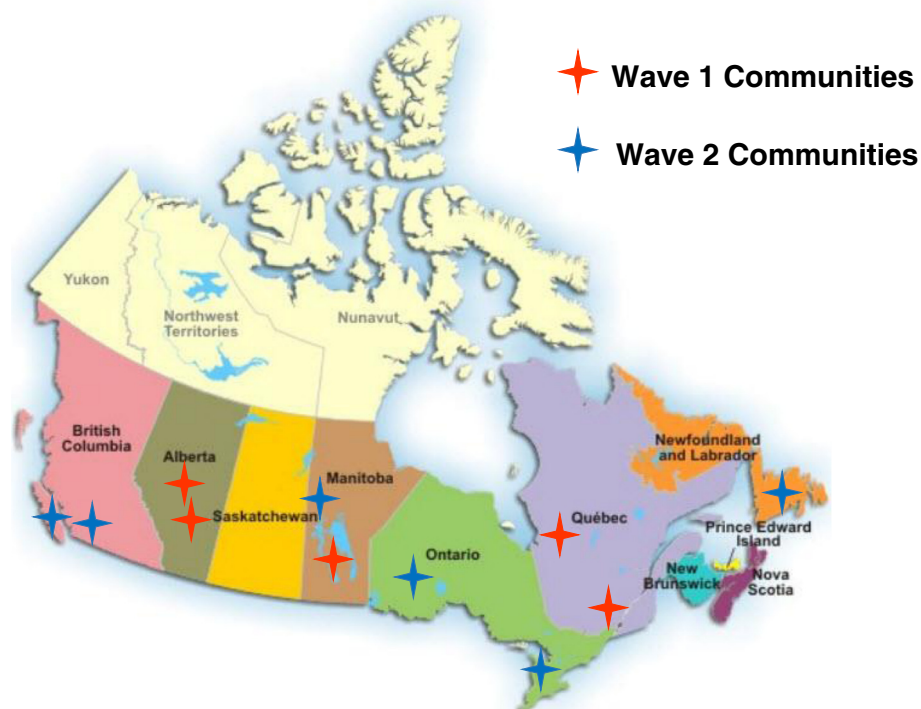 Wave 1 Communities
Wave 2 Communities
Yukon
Northwest
Territories
Nunavut
British
Columbia
Alberta
Saskatchewan
Manitoba
Ontario
Québec
Newfoundland
and Labrador
Prince Edward
Island
New
Brunswick
Nova
Scotia